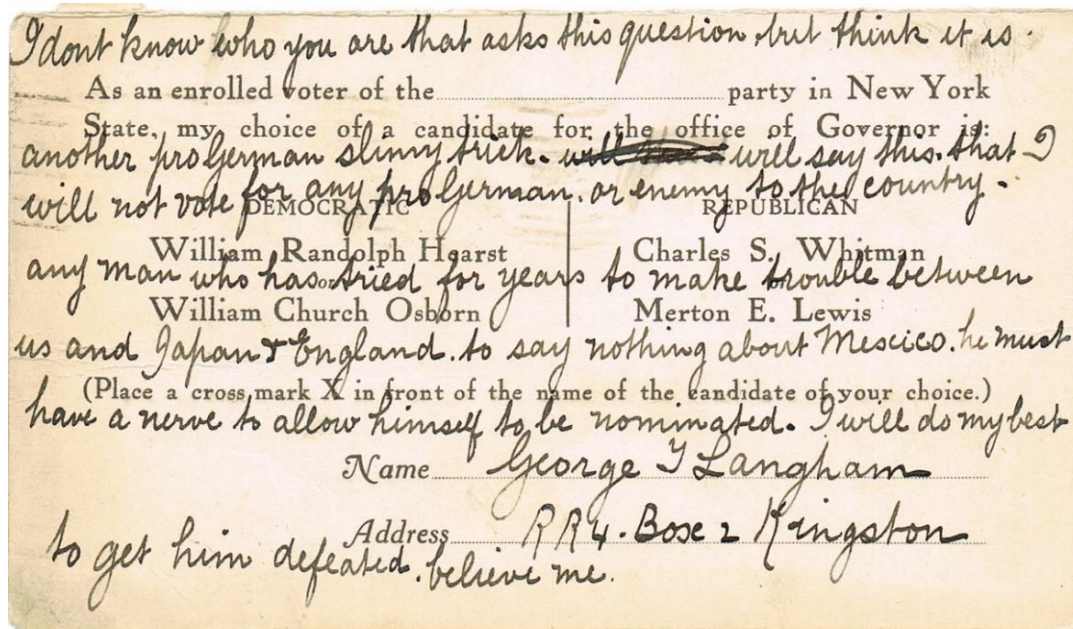 I dont know who you are that asks this question but think it is.
As an enrolled voter of the party in New York
State, my choice of a candidate for the office of Governor is:
another pro German slimy trick. will say this. that I
will not vote for any pro German. or enemy to the country.
DEMOCRATIC REPUBLICAN
William Randolph Hearst Charles S. Whitman
any man who has tried for years to make trouble between
or or
William Church Osborn Merton E. Lewis
us and Japan & England. to say nothing about Mexico. he must
(Place a cross mark X in front of the name of the candidate of your choice.)
have a nerve to allow himself to be nominated. I will do my best
Name George T Langham
Address RR4. Box 2 Kingston
to get him defeated. believe me.